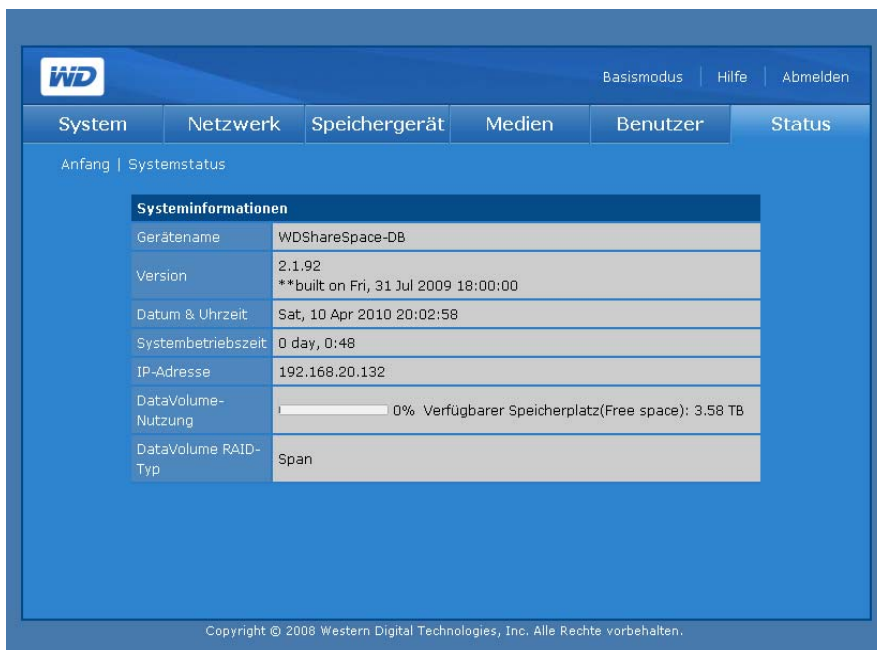 WD
Basismodus | Hilfe | Abmelden
System Netzwerk Speichergerät Medien Benutzer Status
Anfang | Systemstatus
Systeminformationen
Gerätename WDShareSpace-DB
Version 2.1.92
**built on Fri, 31 Jul 2009 18:00:00
Datum & Uhrzeit Sat, 10 Apr 2010 20:02:58
Systembetriebszeit 0 day, 0:48
IP-Adresse 192.168.20.132
DataVolume-
Nutzung 0% Verfügbarer Speicherplatz(Free space): 3.58 TB
DataVolume RAID-
Typ Span
Copyright © 2008 Western Digital Technologies, Inc. Alle Rechte vorbehalten.